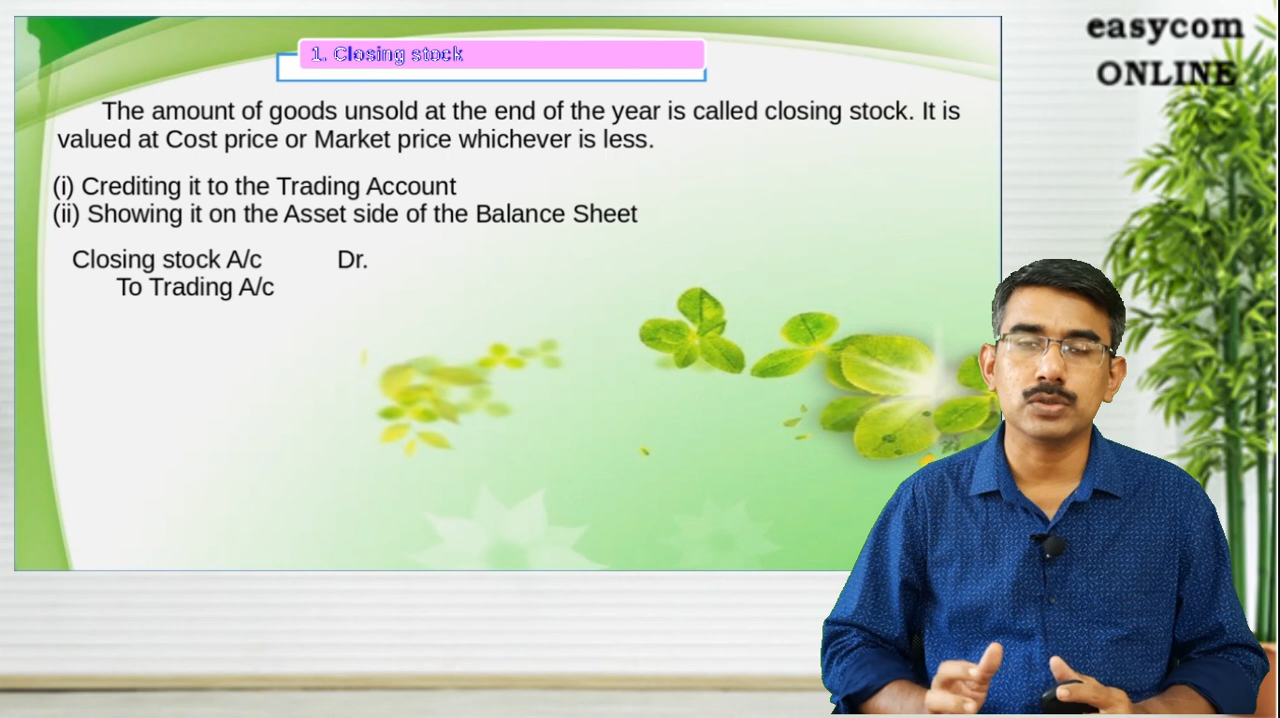 easycom
ONLINE
1. Closing stock
The amount of goods unsold at the end of the year is called closing stock. It is
valued at Cost price or Market price whichever is less.
(i) Crediting it to the Trading Account
(ii) Showing it on the Asset side of the Balance Sheet
Closing stock A/c Dr.
To Trading A/c